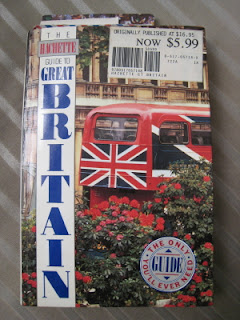 THE
HACHETTE
GUIDE TO
GREAT
BRITAIN
ORIGINALLY PUBLISHED AT $16.95
NOW $5.99
THE ONLY
GUIDE
YOU'LL EVER NEED